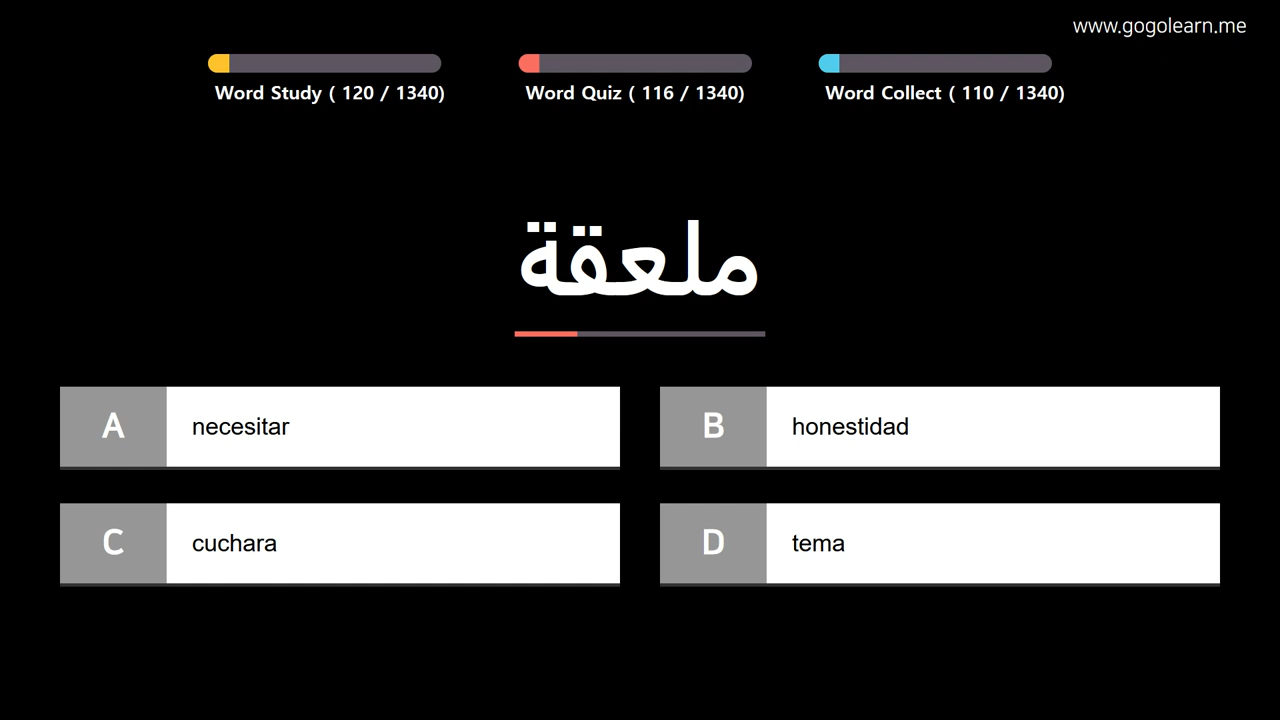 www.gogolearn.me
Word Study ( 120 / 1340)
Word Quiz ( 116 / 1340)
Word Collect ( 110 / 1340)
ملعقة
A necesitar
B honestidad
C cuchara
D tema